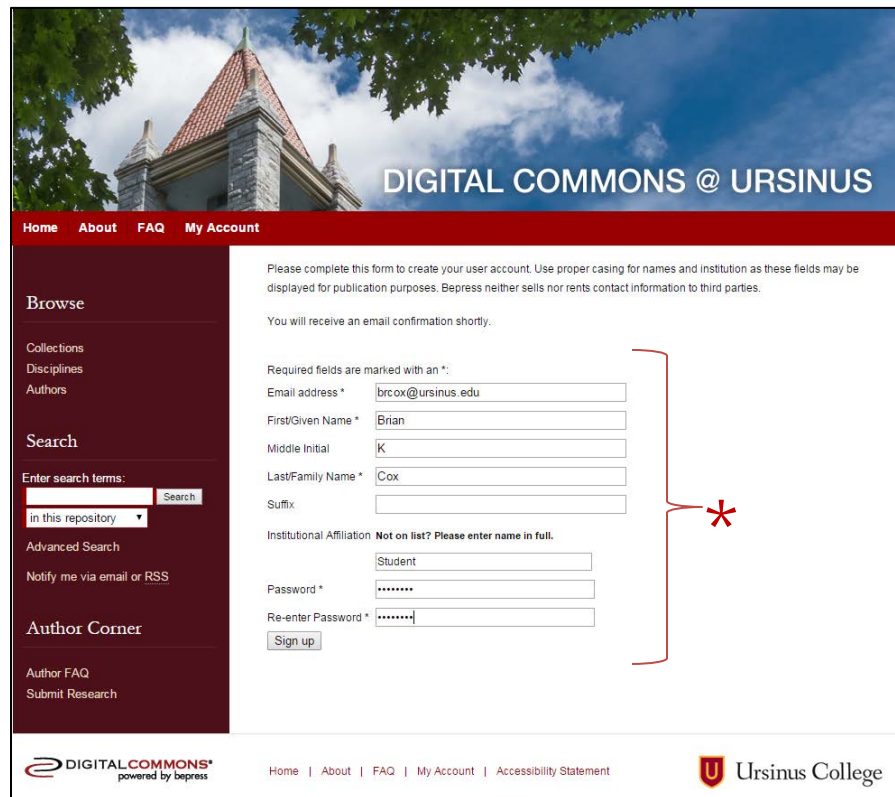 DIGITAL COMMONS @ URSINUS
Home About FAQ My Account
Browse
Collections
Disciplines
Authors
Search
Enter search terms:
Search
in this repository
Advanced Search
Notify me via email or RSS
Author Corner
Author FAQ
Submit Research
Please complete this form to create your user account. Use proper casing for names and institution as these fields may be
displayed for publication purposes. Bepress neither sells nor rents contact information to third parties.
You will receive an email confirmation shortly.
Required fields are marked with an *:
Email address * brcox@ursinus.edu
First/Given Name * Brian
Middle Initial K
Last/Family Name * Cox
Suffix
Institutional Affiliation Not on list? Please enter name in full.
Student
Password * ••••••••
Re-enter Password * ••••••••
Sign up
*
DIGITALCOMMONS®
powered by bepress
Home | About | FAQ | My Account | Accessibility Statement
U Ursinus College